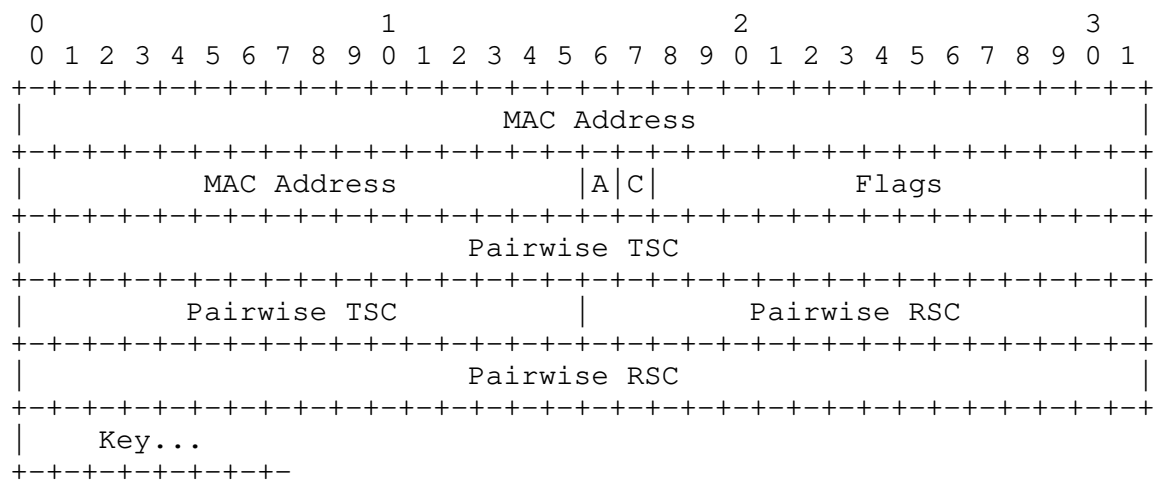 0                   1                   2                   3
 0 1 2 3 4 5 6 7 8 9 0 1 2 3 4 5 6 7 8 9 0 1 2 3 4 5 6 7 8 9 0 1
+-+-+-+-+-+-+-+-+-+-+-+-+-+-+-+-+-+-+-+-+-+-+-+-+-+-+-+-+-+-+-+-+
|                          MAC Address                          |
+-+-+-+-+-+-+-+-+-+-+-+-+-+-+-+-+-+-+-+-+-+-+-+-+-+-+-+-+-+-+-+-+
|          MAC Address          |A|C|           Flags           |
+-+-+-+-+-+-+-+-+-+-+-+-+-+-+-+-+-+-+-+-+-+-+-+-+-+-+-+-+-+-+-+-+
|                         Pairwise TSC                          |
+-+-+-+-+-+-+-+-+-+-+-+-+-+-+-+-+-+-+-+-+-+-+-+-+-+-+-+-+-+-+-+-+
|         Pairwise TSC          |         Pairwise RSC          |
+-+-+-+-+-+-+-+-+-+-+-+-+-+-+-+-+-+-+-+-+-+-+-+-+-+-+-+-+-+-+-+-+
|                         Pairwise RSC                          |
+-+-+-+-+-+-+-+-+-+-+-+-+-+-+-+-+-+-+-+-+-+-+-+-+-+-+-+-+-+-+-+-+
|    Key...
+-+-+-+-+-+-+-+-